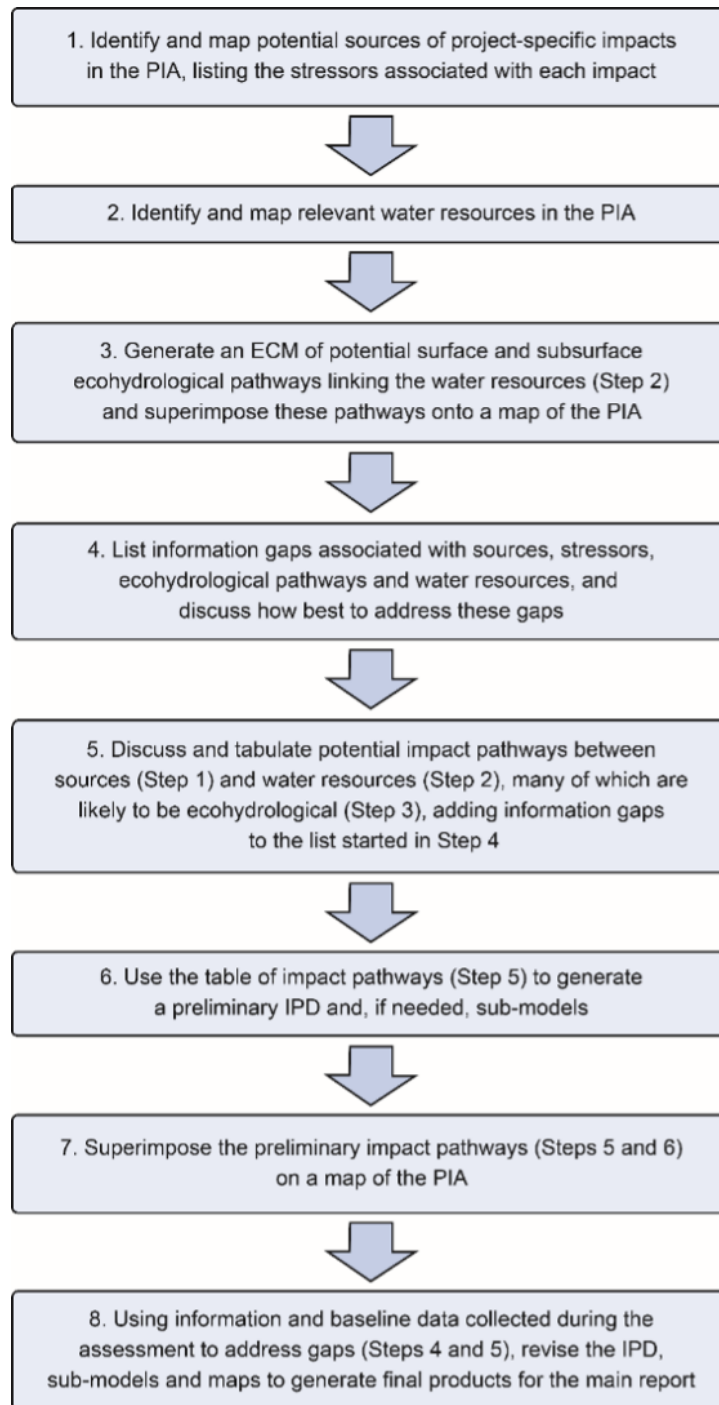 1. Identify and map potential sources of project-specific impacts
in the PIA, listing the stressors associated with each impact
2. Identify and map relevant water resources in the PIA
3. Generate an ECM of potential surface and subsurface
ecohydrological pathways linking the water resources (Step 2)
and superimpose these pathways onto a map of the PIA
4. List information gaps associated with sources, stressors,
ecohydrological pathways and water resources, and
discuss how best to address these gaps
5. Discuss and tabulate potential impact pathways between
sources (Step 1) and water resources (Step 2), many of which are
likely to be ecohydrological (Step 3), adding information gaps
to the list started in Step 4
6. Use the table of impact pathways (Step 5) to generate
a preliminary IPD and, if needed, sub-models
7. Superimpose the preliminary impact pathways (Steps 5 and 6)
on a map of the PIA
8. Using information and baseline data collected during the
assessment to address gaps (Steps 4 and 5), revise the IPD,
sub-models and maps to generate final products for the main report